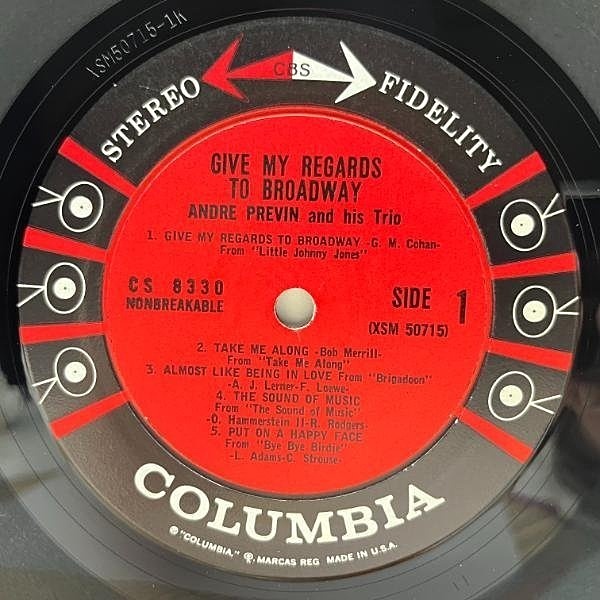 XSM50715-1K
CBS
STEREO FIDELITY
GIVE MY REGARDS
TO BROADWAY
ANDRE PREVIN and his Trio
1. GIVE MY REGARDS TO BROADWAY -G. M. Cohan-
From "Little Johnny Jones"
CS 8330
NONBREAKABLE
SIDE 1
(XSM 50715)
2. TAKE ME ALONG -Bob Merrill-
From "Take Me Along"
3. ALMOST LIKE BEING IN LOVE From "Brigadoon"
-A. J. Lerner-F. Loewe-
4. THE SOUND OF MUSIC
From "The Sound of Music"
-O. Hammerstein II-R. Rodgers-
5. PUT ON A HAPPY FACE
From "Bye Bye Birdie"
-L. Adams-C. Strouse-
COLUMBIA
® "COLUMBIA," ®, MARCAS REG. MADE IN U.S.A.